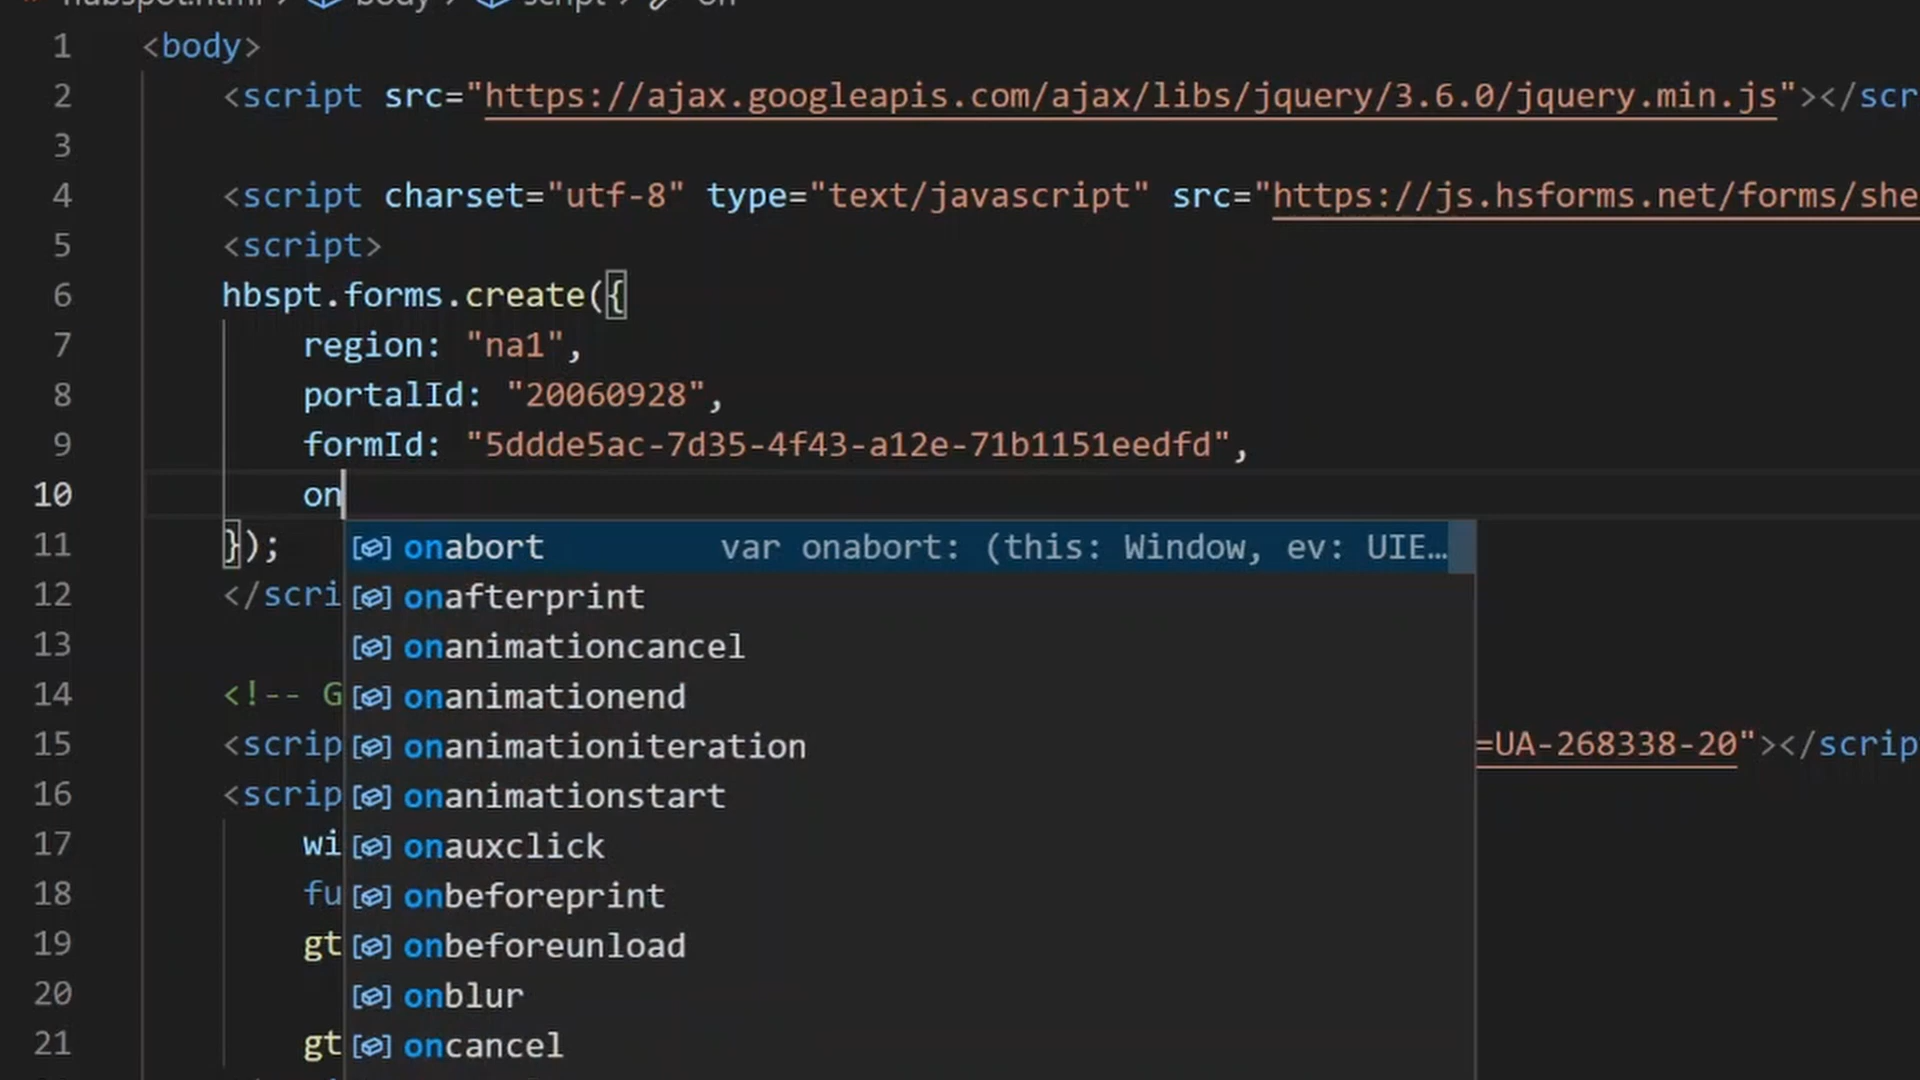 hubspot.html > body > script > on
1 <body>
2 <script src="https://ajax.googleapis.com/ajax/libs/jquery/3.6.0/jquery.min.js"></scr
3
4 <script charset="utf-8" type="text/javascript" src="https://js.hsforms.net/forms/she
5 <script>
6 hbspt.forms.create({
7 region: "na1",
8 portalId: "20060928",
9 formId: "5ddde5ac-7d35-4f43-a12e-71b1151eedfd",
10 on
11 });
onabort var onabort: (this: Window, ev: UIE…
12 </scri
onafterprint
13
onanimationcancel
14 <!-- G
onanimationend
15 <scrip
onanimationiteration
=UA-268338-20"></scrip
16 <scrip
onanimationstart
17 wi
onauxclick
18 fu
onbeforeprint
19 gt
onbeforeunload
20
onblur
21 gt
oncancel